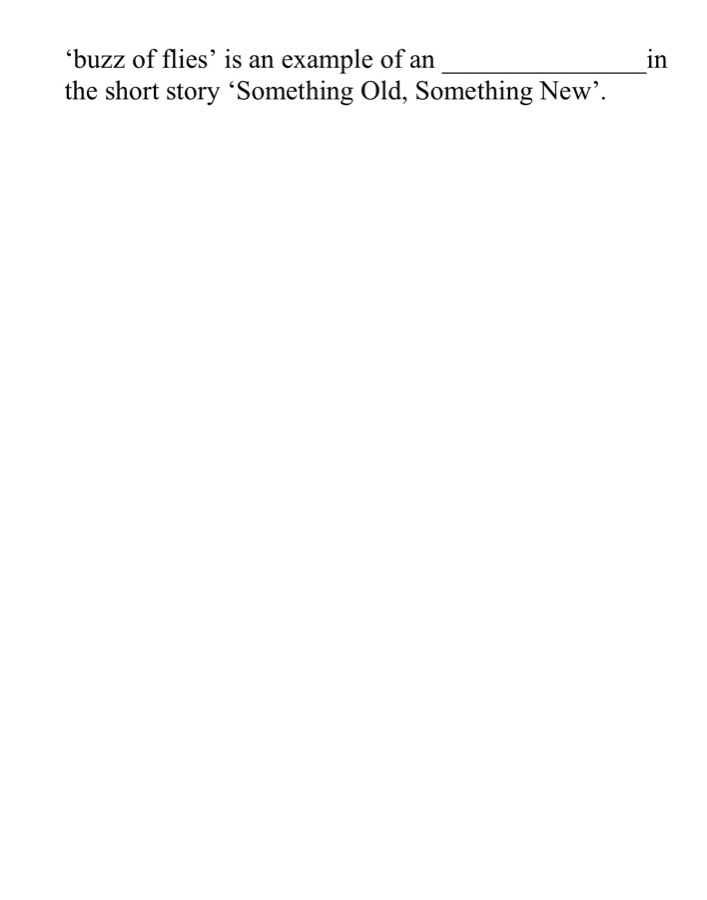 ‘buzz of flies’ is an example of an _______________in
the short story ‘Something Old, Something New’.